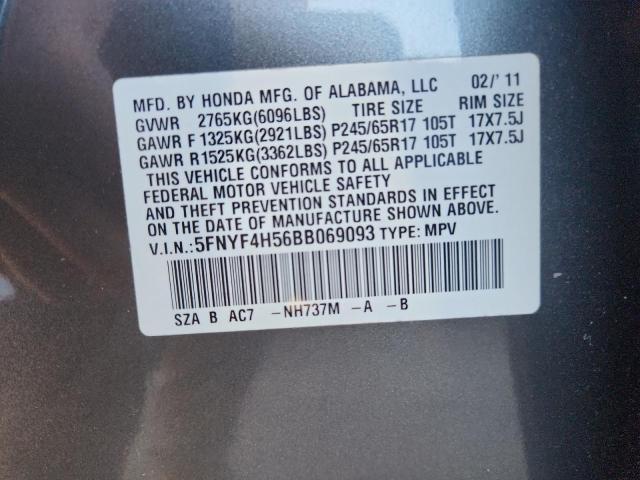 MFD. BY HONDA MFG. OF ALABAMA, LLC 02/'11
GVWR 2765KG(6096LBS) TIRE SIZE RIM SIZE
GAWR F 1325KG(2921LBS) P245/65R17 105T 17X7.5J
GAWR R1525KG(3362LBS) P245/65R17 105T 17X7.5J
THIS VEHICLE CONFORMS TO ALL APPLICABLE
FEDERAL MOTOR VEHICLE SAFETY
AND THEFT PREVENTION STANDARDS IN EFFECT
ON THE DATE OF MANUFACTURE SHOWN ABOVE.
V.I.N.:5FNYF4H56BB069093 TYPE: MPV
SZA B AC7 -NH737M -A -B